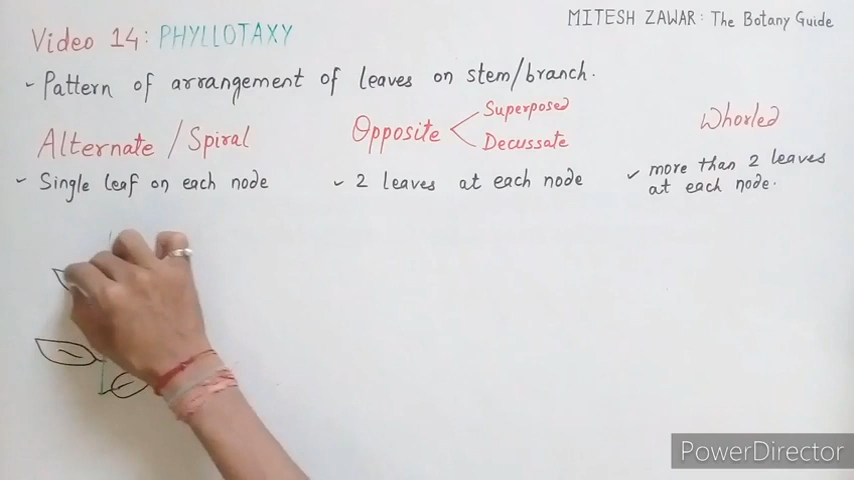 MITESH ZAWAR: The Botany Guide
Video 14: PHYLLOTAXY
- Pattern of arrangement of leaves on stem/branch.
Alternate / Spiral
- Single leaf on each node
Opposite
Superposed
Decussate
- 2 leaves at each node
Whorled
✓ more than 2 leaves
at each node.
PowerDirector